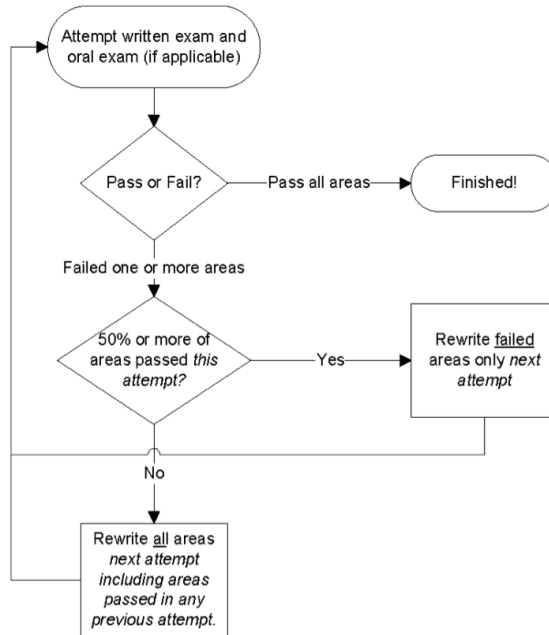 Attempt written exam and
oral exam (if applicable)
Pass or Fail?
Pass all areas
Finished!
Failed one or more areas
50% or more of
areas passed this
attempt?
Yes
Rewrite failed
areas only next
attempt
No
Rewrite all areas
next attempt
including areas
passed in any
previous attempt.